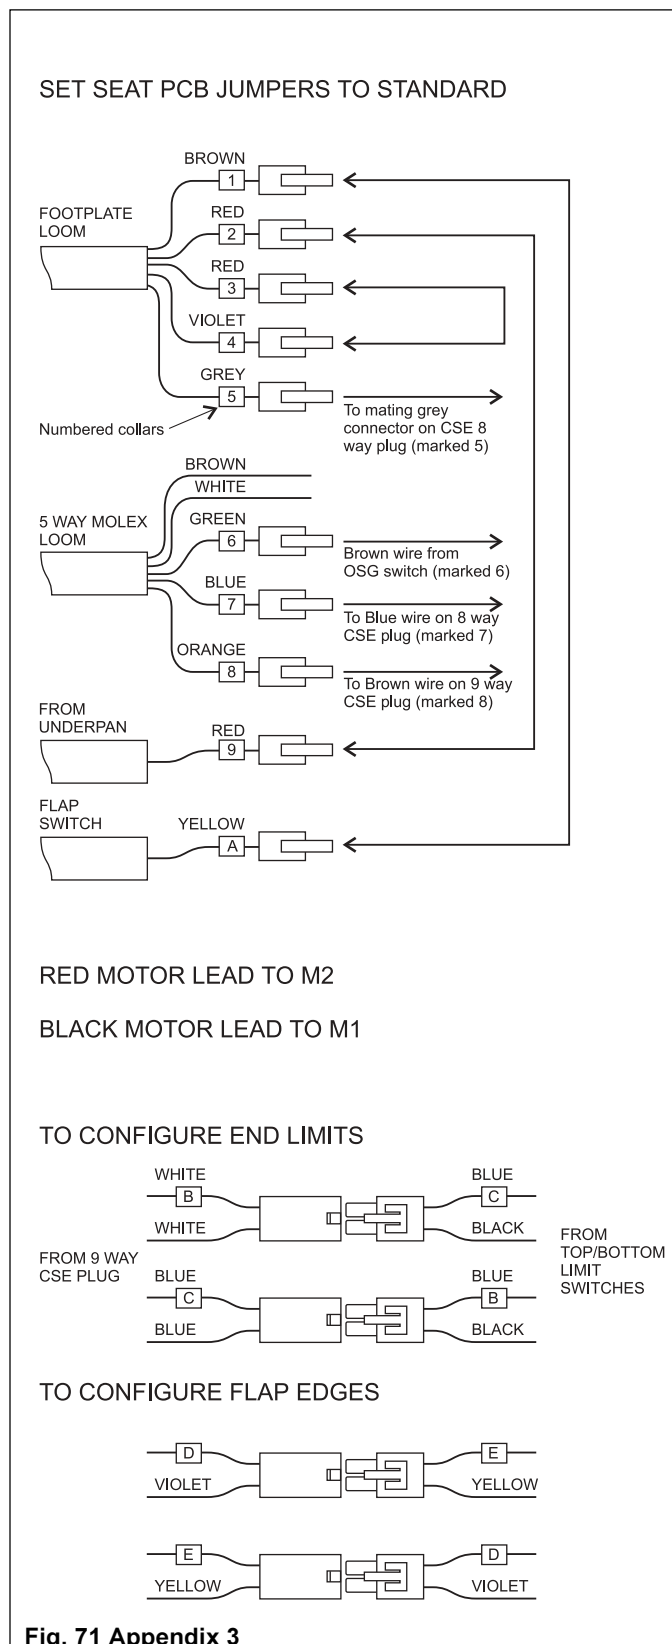 SET SEAT PCB JUMPERS TO STANDARD
BROWN
1
FOOTPLATE
LOOM
RED
2
RED
3
VIOLET
4
GREY
5
Numbered collars
To mating grey
connector on CSE 8
way plug (marked 5)
BROWN
WHITE
5 WAY MOLEX
LOOM
GREEN
6
Brown wire from
OSG switch (marked 6)
BLUE
7
To Blue wire on 8 way
CSE plug (marked 7)
ORANGE
8
To Brown wire on 9 way
CSE plug (marked 8)
FROM
UNDERPAN
RED
9
FLAP
SWITCH
YELLOW
A
RED MOTOR LEAD TO M2
BLACK MOTOR LEAD TO M1
TO CONFIGURE END LIMITS
WHITE
B
WHITE
BLUE
C
BLACK
FROM 9 WAY
CSE PLUG
FROM
TOP/BOTTOM
LIMIT
SWITCHES
BLUE
C
BLUE
BLUE
B
BLACK
TO CONFIGURE FLAP EDGES
D
VIOLET
E
YELLOW
E
YELLOW
D
VIOLET
Fig. 71 Appendix 3